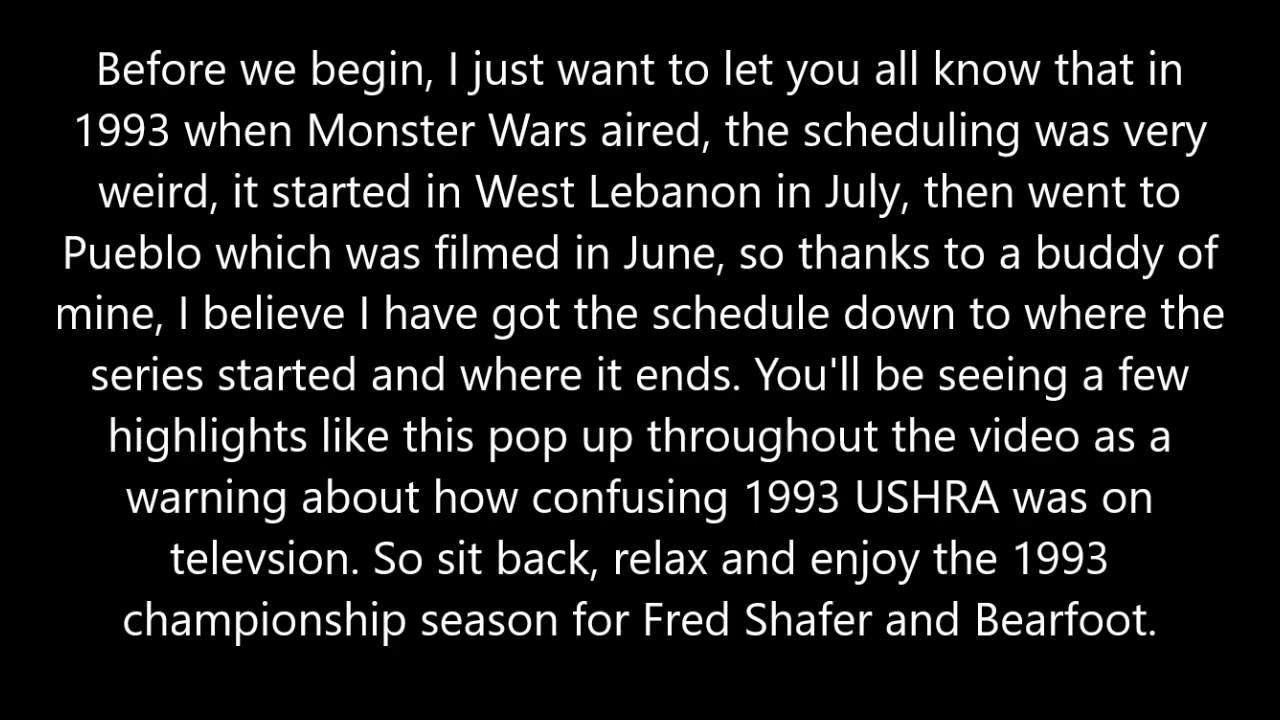 Before we begin, I just want to let you all know that in
1993 when Monster Wars aired, the scheduling was very
weird, it started in West Lebanon in July, then went to
Pueblo which was filmed in June, so thanks to a buddy of
mine, I believe I have got the schedule down to where the
series started and where it ends. You'll be seeing a few
highlights like this pop up throughout the video as a
warning about how confusing 1993 USHRA was on
televsion. So sit back, relax and enjoy the 1993
championship season for Fred Shafer and Bearfoot.